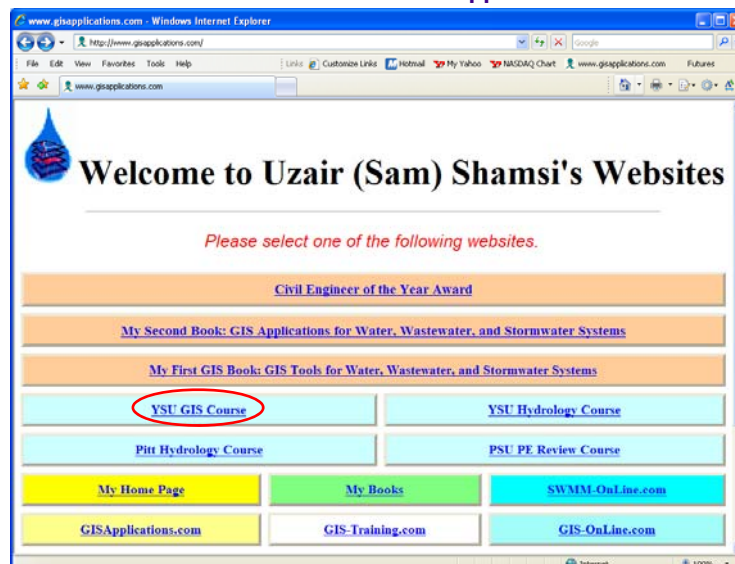 www.gisapplications.com - Windows Internet Explorer
http://www.gisapplications.com/
Google
File Edit View Favorites Tools Help
Links Customize Links Hotmail My Yahoo NASDAQ Chart www.gisapplications.com Futures
www.gisapplications.com
Welcome to Uzair (Sam) Shamsi's Websites
Please select one of the following websites.
Civil Engineer of the Year Award
My Second Book: GIS Applications for Water, Wastewater, and Stormwater Systems
My First GIS Book: GIS Tools for Water, Wastewater, and Stormwater Systems
YSU GIS Course
YSU Hydrology Course
Pitt Hydrology Course
PSU PE Review Course
My Home Page
My Books
SWMM-OnLine.com
GISApplications.com
GIS-Training.com
GIS-OnLine.com